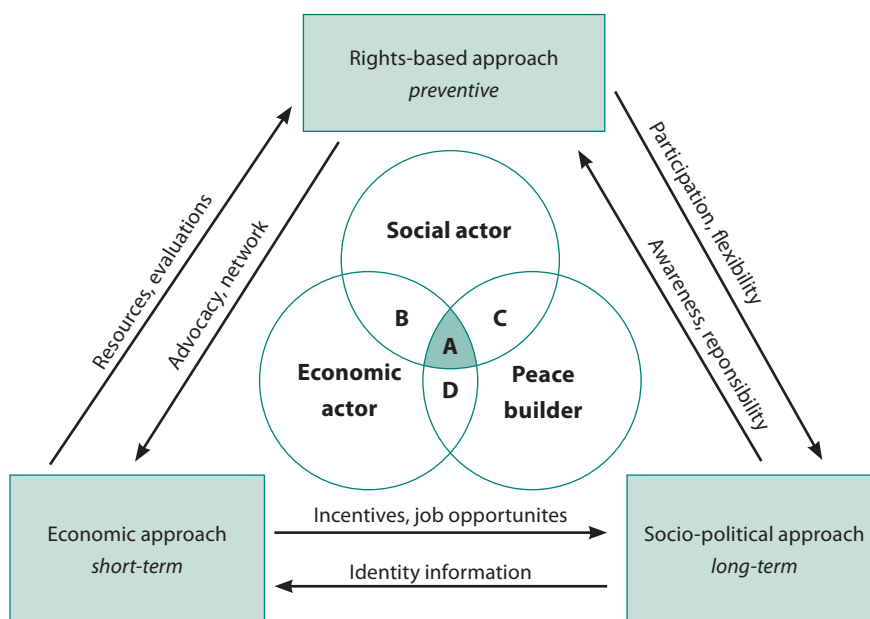 Rights-based approach
preventive
Resources, evaluations
Advocacy, network
Participation, flexibility
Awareness, reponsibility
Social actor
B
C
A
Economic
actor
D
Peace
builder
Economic approach
short-term
Incentives, job opportunites
Identity information
Socio-political approach
long-term